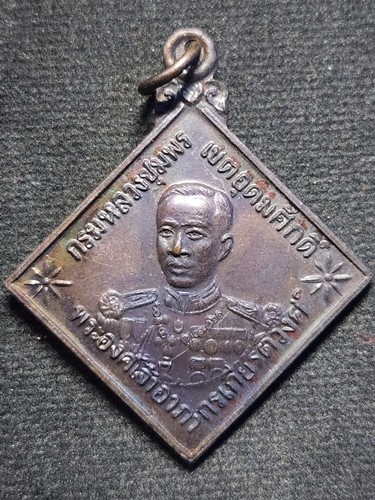 กรมหลวงชุมพร เขตอุดมศักดิ์
พระองค์เจ้าอาภากรเกียรติวงศ์